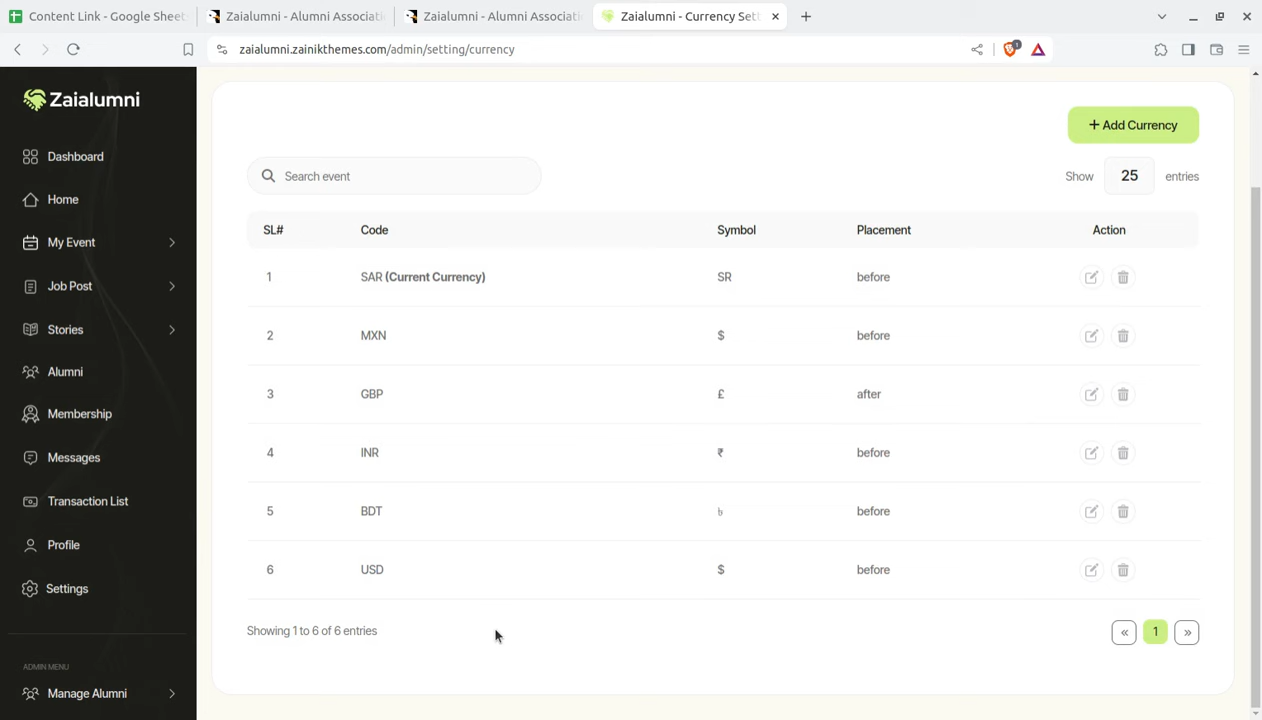 Content Link - Google Sheet
Zaialumni - Alumni Associati
Zaialumni - Alumni Associati
Zaialumni - Currency Sett
zaialumni.zainikthemes.com/admin/setting/currency
1
Zaialumni
Dashboard
Home
My Event
Job Post
Stories
Alumni
Membership
Messages
Transaction List
Profile
Settings
ADMIN MENU
Manage Alumni
+ Add Currency
Search event
Show 25 entries
SL# Code Symbol Placement Action
1 SAR (Current Currency) SR before
2 MXN $ before
3 GBP £ after
4 INR ₹ before
5 BDT ৳ before
6 USD $ before
Showing 1 to 6 of 6 entries
« 1 »